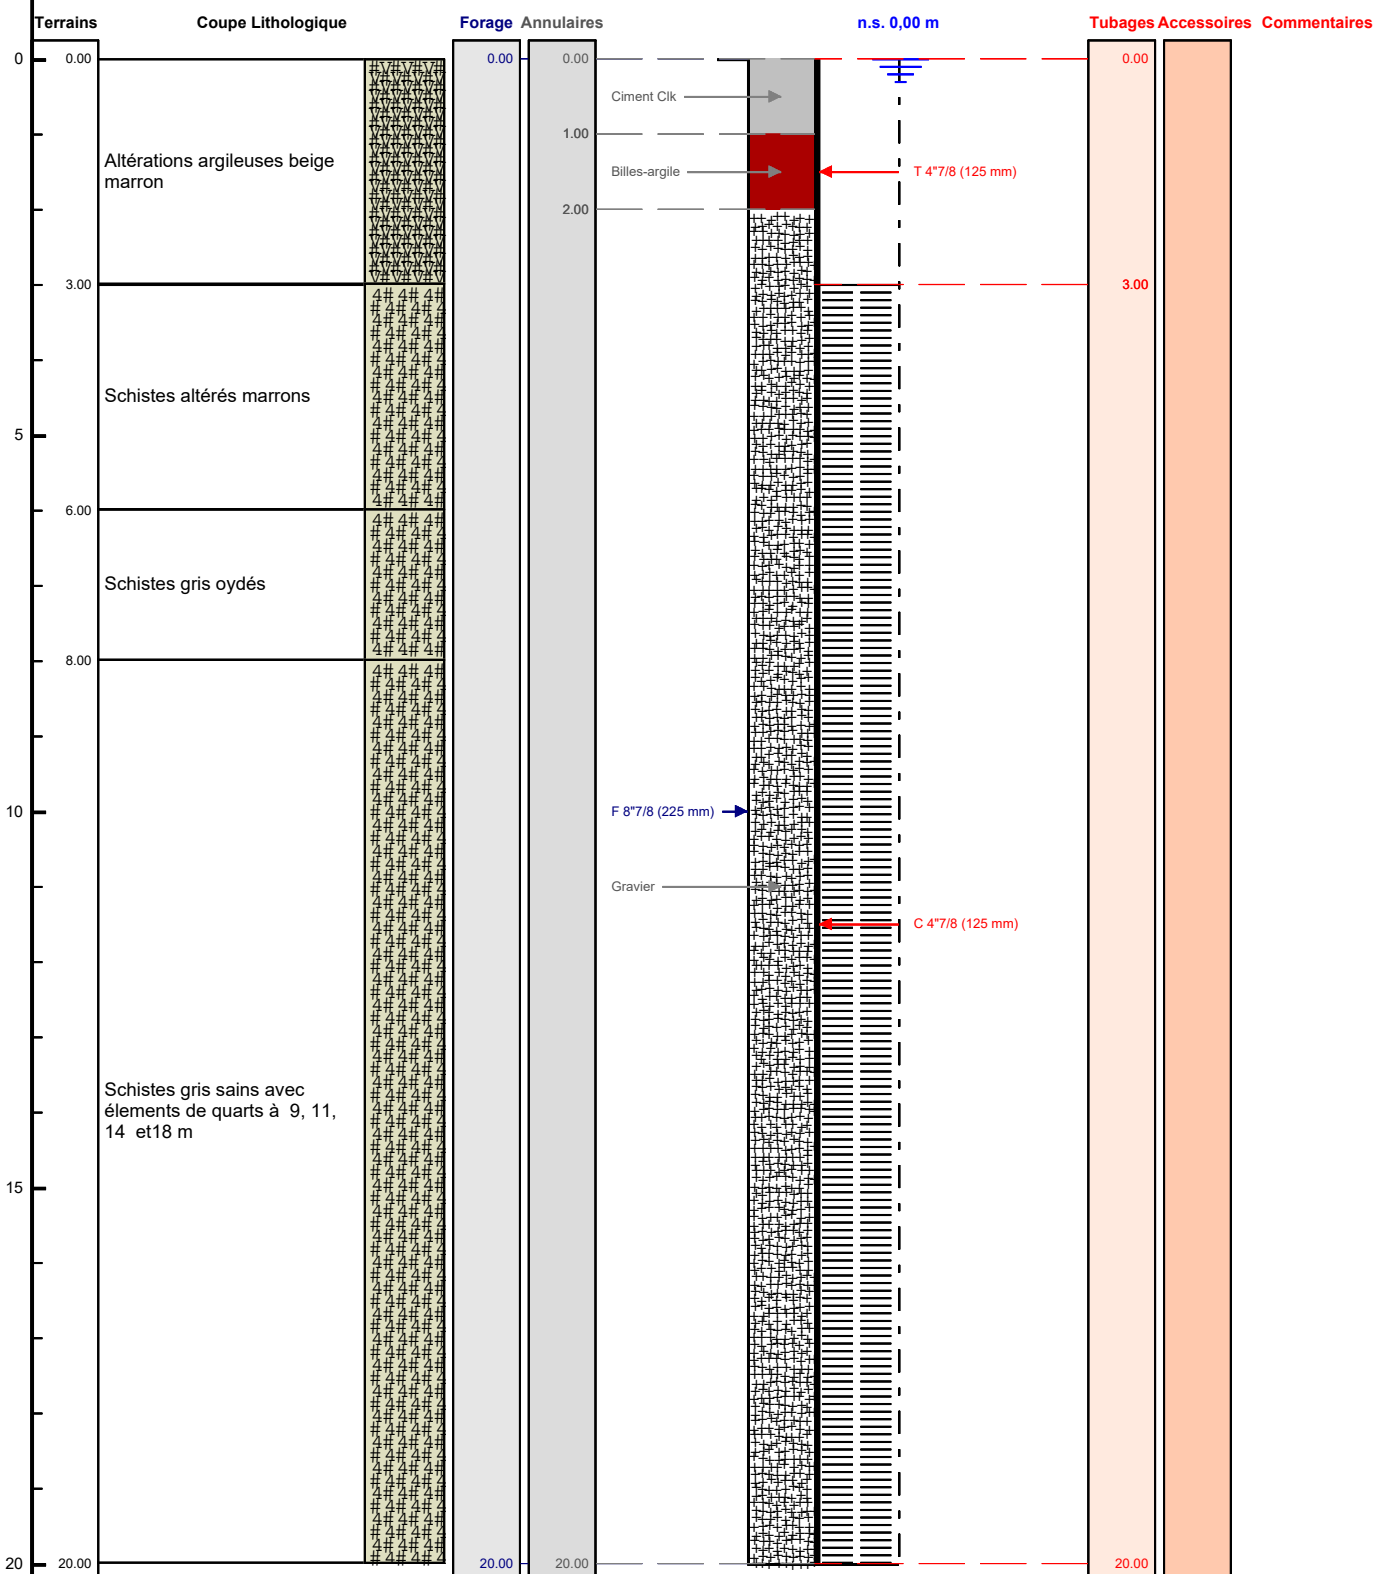 Terrains Coupe Lithologique Forage Annulaires n.s. 0,00 m Tubages Accessoires Commentaires
0 0.00 0.00 0.00 0.00
Ciment Clk
1.00
Altérations argileuses beige
marron
Billes-argile T 4"7/8 (125 mm)
2.00
3.00 3.00
Schistes altérés marrons
5
6.00
Schistes gris oydés
8.00
10 F 8"7/8 (225 mm)
Gravier
C 4"7/8 (125 mm)
Schistes gris sains avec
élements de quarts à 9, 11,
14 et18 m
15
20 20.00 20.00 20.00 20.00